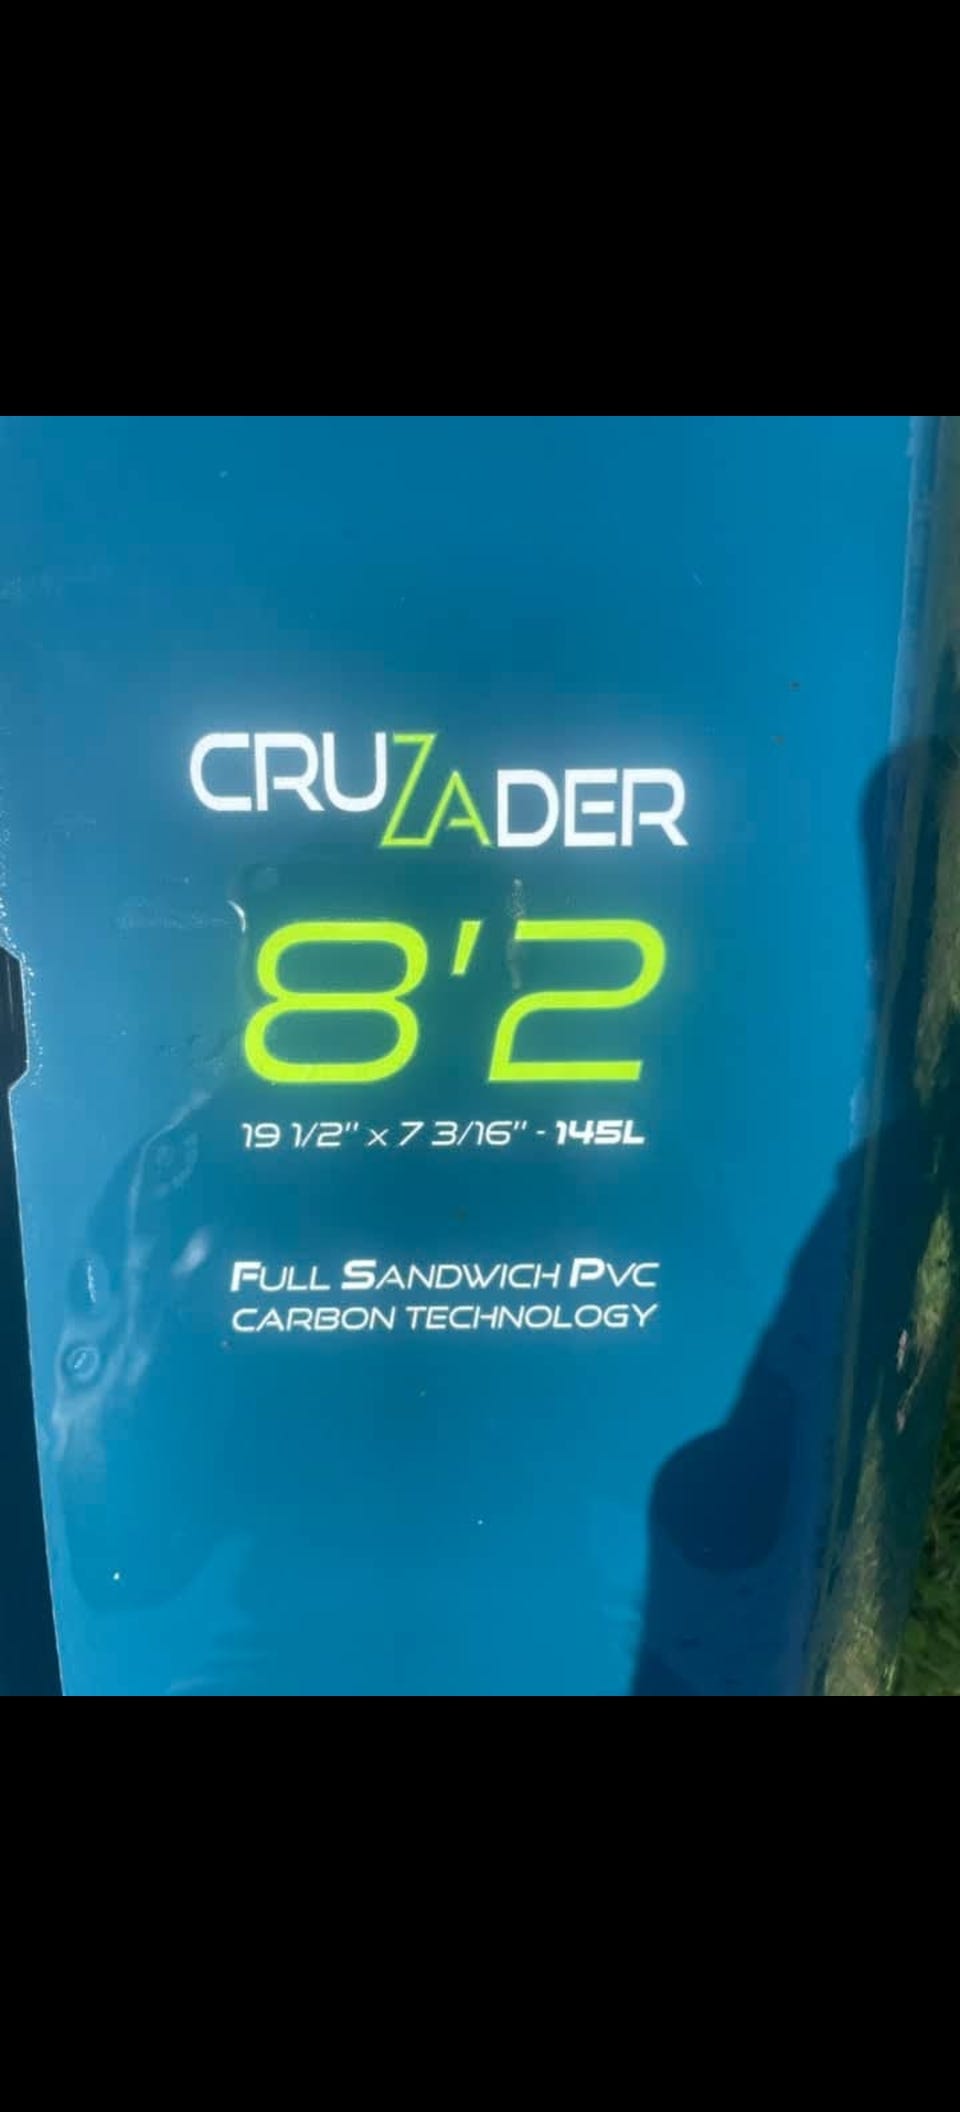 CRUZADER
8'2
19 1/2" x 7 3/16" - 145L
FULL SANDWICH PVC
CARBON TECHNOLOGY